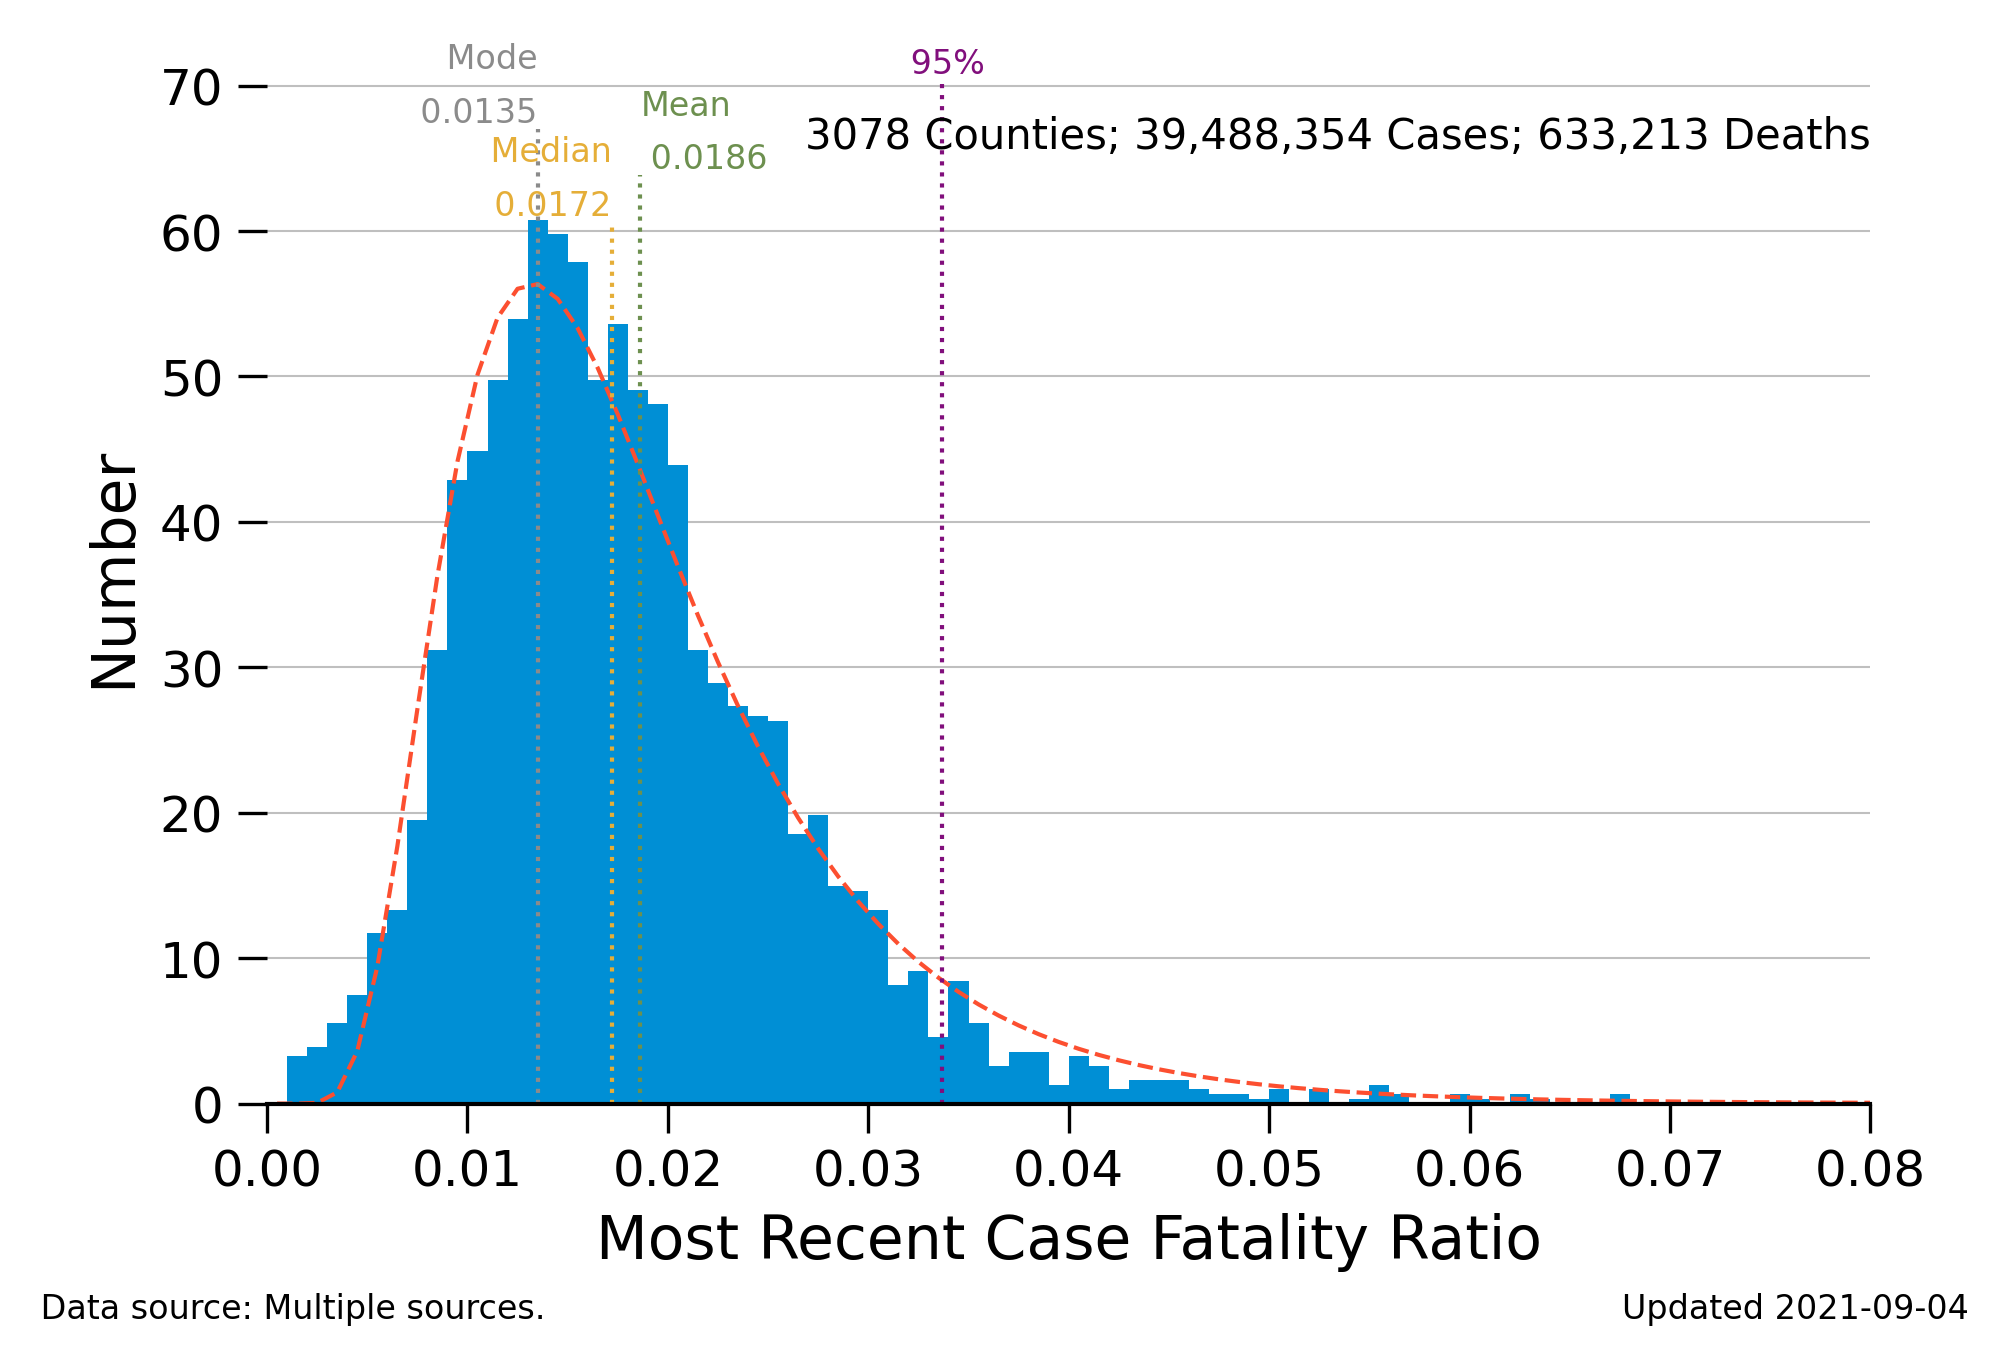 Mode
95%
70
0.0135
Mean
3078 Counties; 39,488,354 Cases; 633,213 Deaths
Median
0.0186
0.0172
60
50
40
30
20
10
0
Number
0.00 0.01 0.02 0.03 0.04 0.05 0.06 0.07 0.08
Most Recent Case Fatality Ratio
Data source: Multiple sources.
Updated 2021-09-04